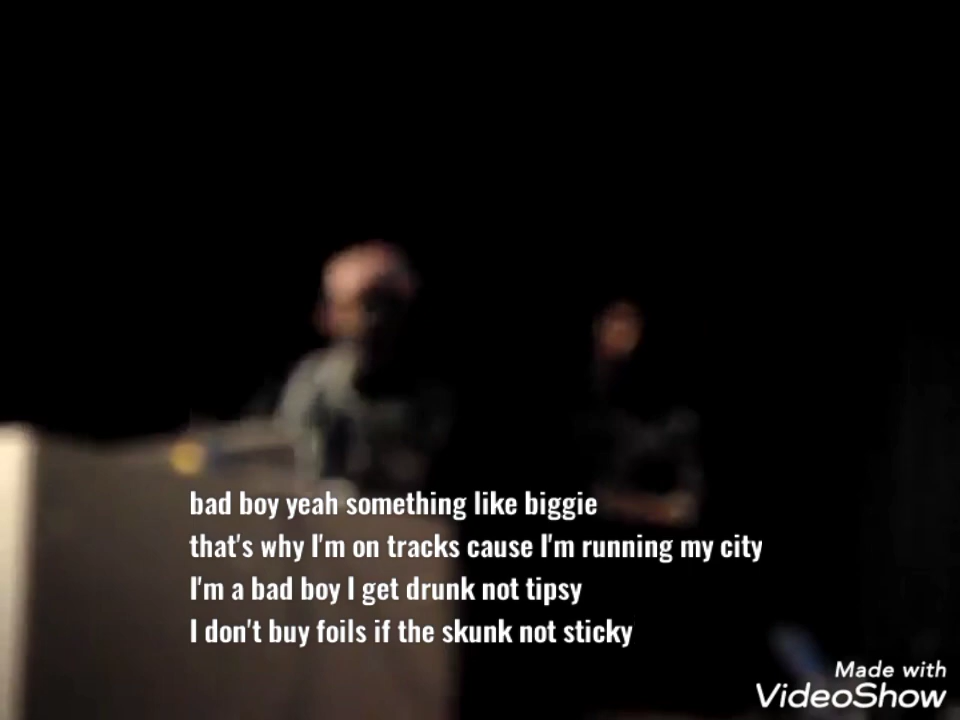 bad boy yeah something like biggie
that's why I'm on tracks cause I'm running my city
I'm a bad boy I get drunk not tipsy
I don't buy foils if the skunk not sticky
Made with
VideoShow